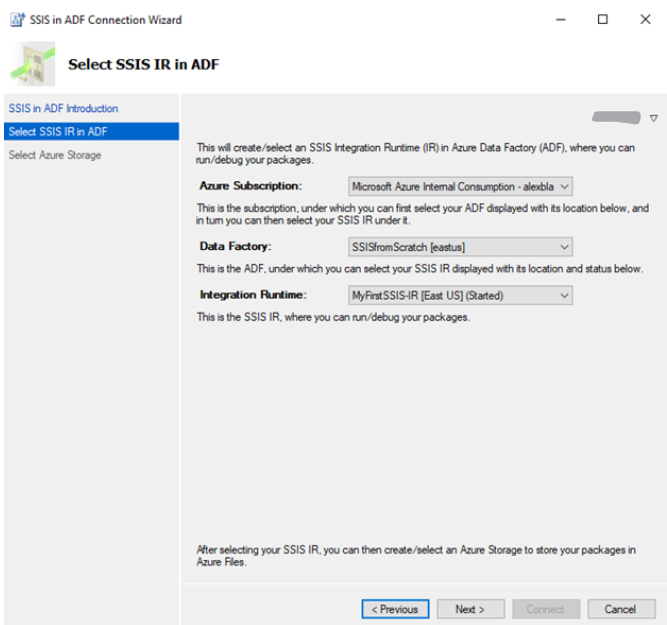 SSIS in ADF Connection Wizard
Select SSIS IR in ADF
SSIS in ADF Introduction
Select SSIS IR in ADF
Select Azure Storage
This will create/select an SSIS Integration Runtime (IR) in Azure Data Factory (ADF), where you can
run/debug your packages.
Azure Subscription:
Microsoft Azure Internal Consumption - alexbla
This is the subscription, under which you can first select your ADF displayed with its location below, and
in turn you can then select your SSIS IR under it.
Data Factory:
SSISfromScratch [eastus]
This is the ADF, under which you can select your SSIS IR displayed with its location and status below.
Integration Runtime:
MyFirstSSIS-IR [East US] (Started)
This is the SSIS IR, where you can run/debug your packages.
After selecting your SSIS IR, you can then create/select an Azure Storage to store your packages in
Azure Files.
< Previous
Next >
Connect
Cancel